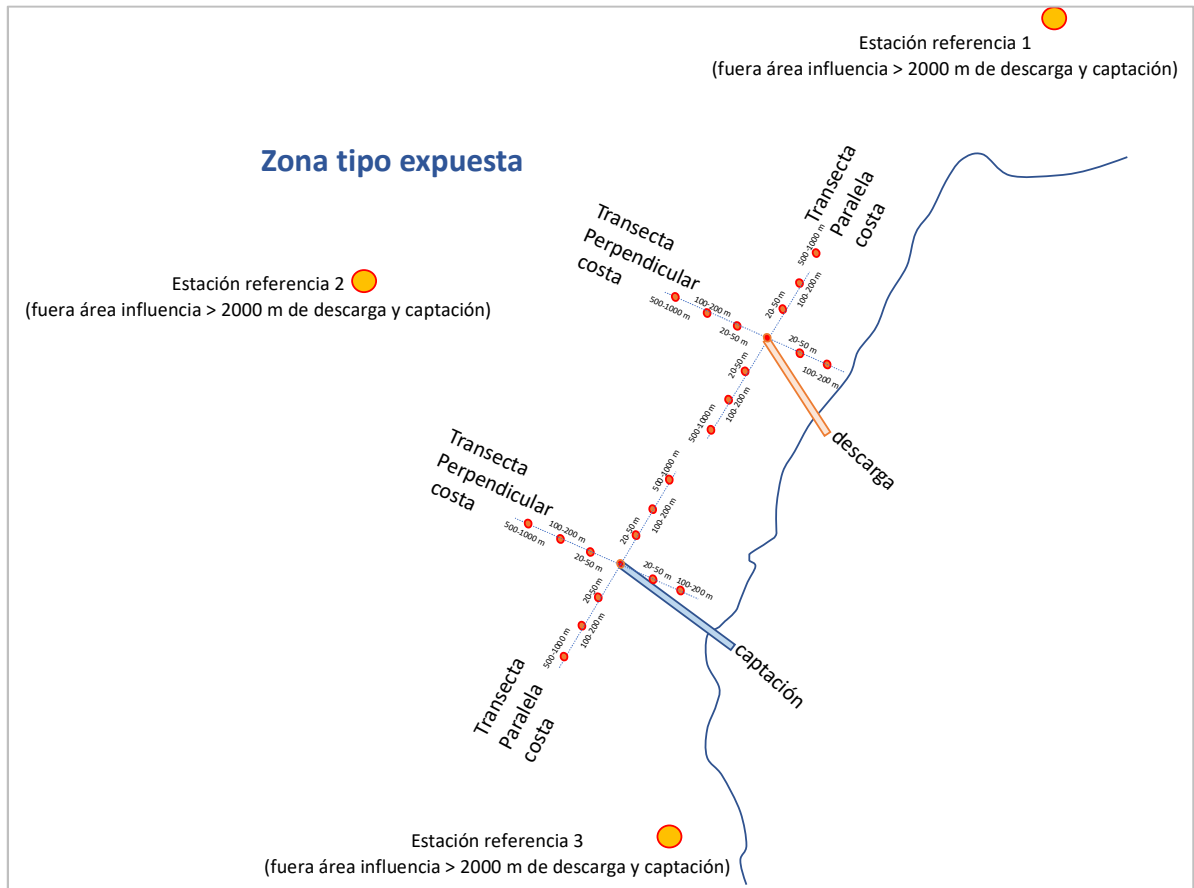 Estación referencia 1
(fuera área influencia > 2000 m de descarga y captación)
Zona tipo expuesta
Transecta
Paralela
costa
Transecta
Perpendicular
costa
500-1000 m
100-200 m
20-50 m
Estación referencia 2
(fuera área influencia > 2000 m de descarga y captación)
100-200 m
500-1000 m
20-50 m
20-50 m
100-200 m
20-50 m
100-200 m
500-1000 m
descarga
Transecta
Perpendicular
costa
500-1000 m
100-200 m
20-50 m
100-200 m
500-1000 m
20-50 m
20-50 m
100-200 m
20-50 m
100-200 m
500-1000 m
captación
Transecta
Paralela
costa
Estación referencia 3
(fuera área influencia > 2000 m de descarga y captación)